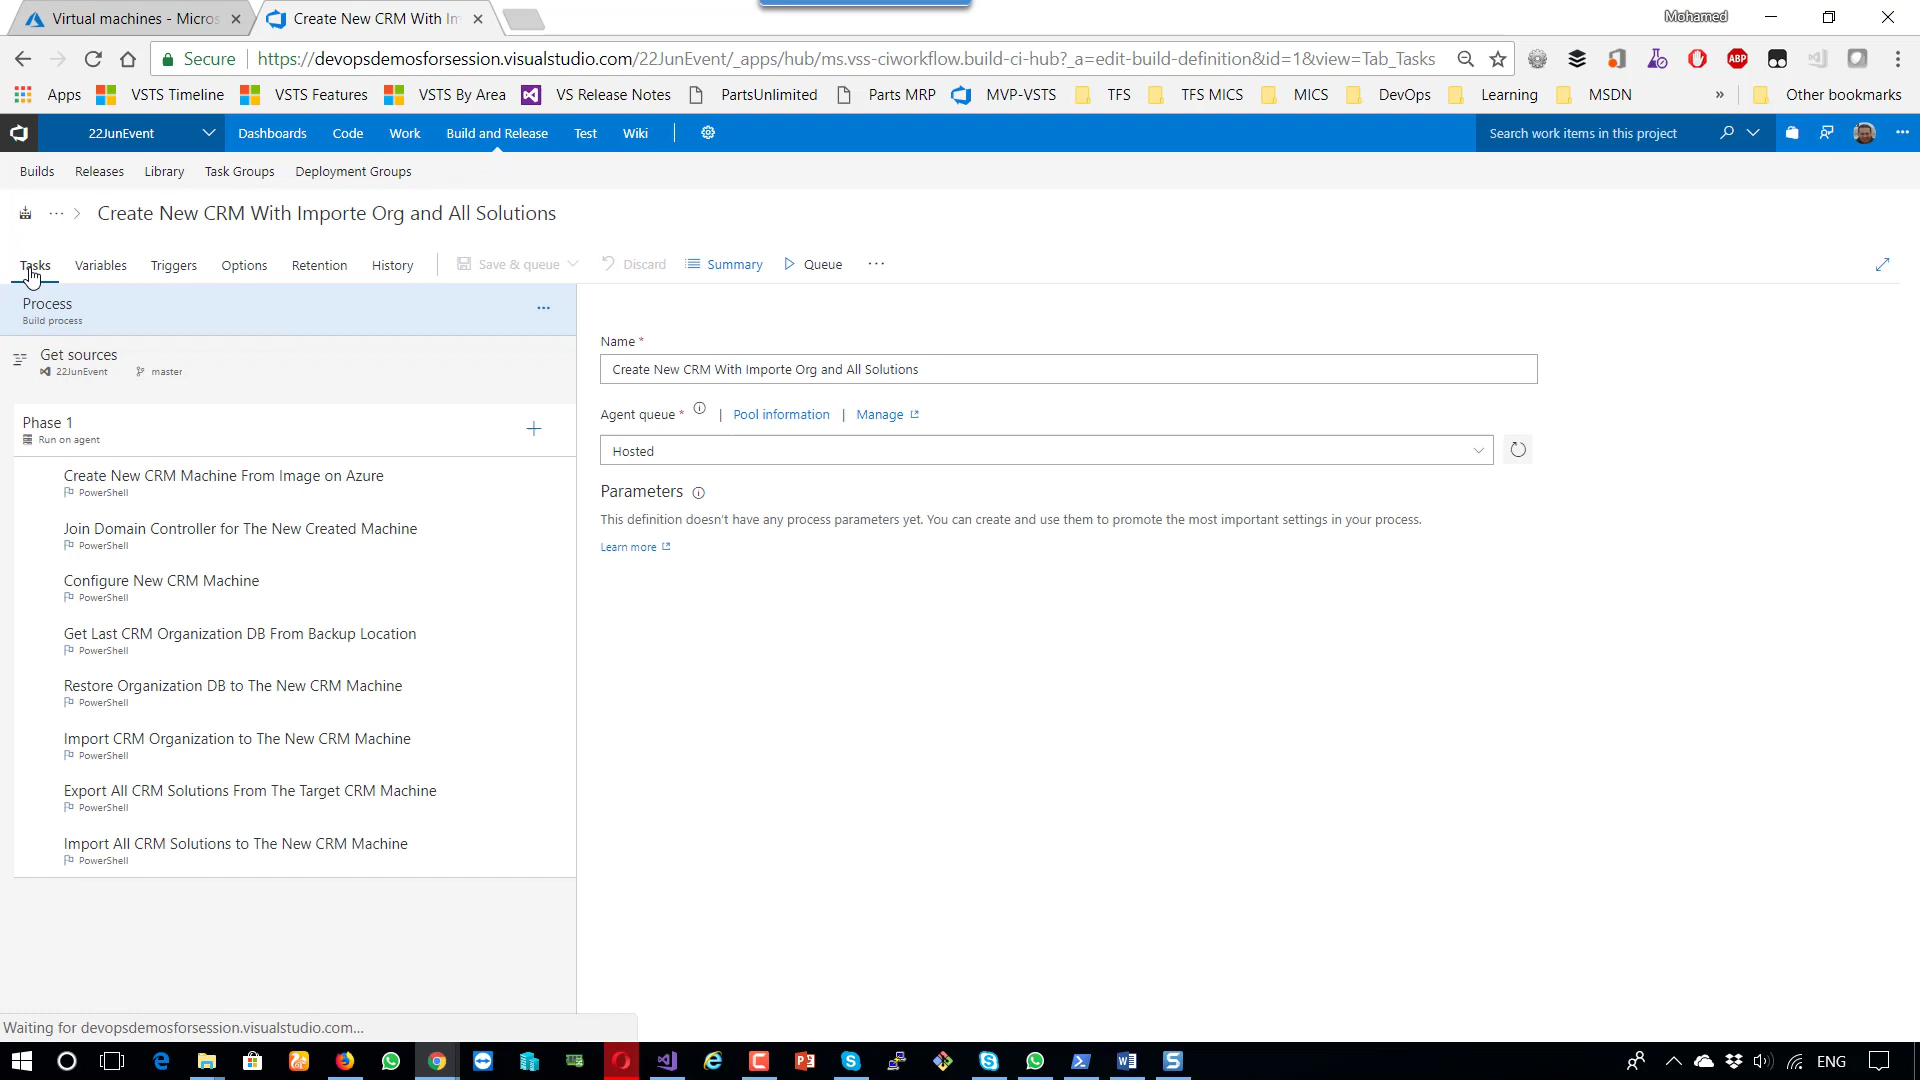 Virtual machines - Micros
Create New CRM With Im
Mohamed
Secure
https://devopsdemosforsession.visualstudio.com/22JunEvent/_apps/hub/ms.vss-ciworkflow.build-ci-hub?_a=edit-build-definition&id=1&view=Tab_Tasks
ABP
Apps VSTS Timeline VSTS Features VSTS By Area VS Release Notes PartsUnlimited Parts MRP MVP-VSTS TFS TFS MICS MICS DevOps Learning MSDN » Other bookmarks
22JunEvent Dashboards Code Work Build and Release Test Wiki Search work items in this project
Builds Releases Library Task Groups Deployment Groups
Create New CRM With Importe Org and All Solutions
Tasks Variables Triggers Options Retention History Save & queue Discard Summary Queue
Process
Build process
Get sources
22JunEvent master
Phase 1
Run on agent
Create New CRM Machine From Image on Azure
PowerShell
Join Domain Controller for The New Created Machine
PowerShell
Configure New CRM Machine
PowerShell
Get Last CRM Organization DB From Backup Location
PowerShell
Restore Organization DB to The New CRM Machine
PowerShell
Import CRM Organization to The New CRM Machine
PowerShell
Export All CRM Solutions From The Target CRM Machine
PowerShell
Import All CRM Solutions to The New CRM Machine
PowerShell
Name *
Create New CRM With Importe Org and All Solutions
Agent queue * | Pool information | Manage
Hosted
Parameters
This definition doesn't have any process parameters yet. You can create and use them to promote the most important settings in your process.
Learn more
Waiting for devopsdemosforsession.visualstudio.com...
ENG